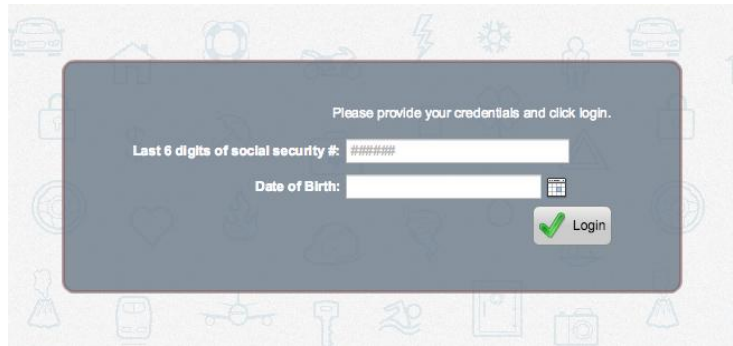 Please provide your credentials and click login.
Last 6 digits of social security #: ######
Date of Birth:
Login